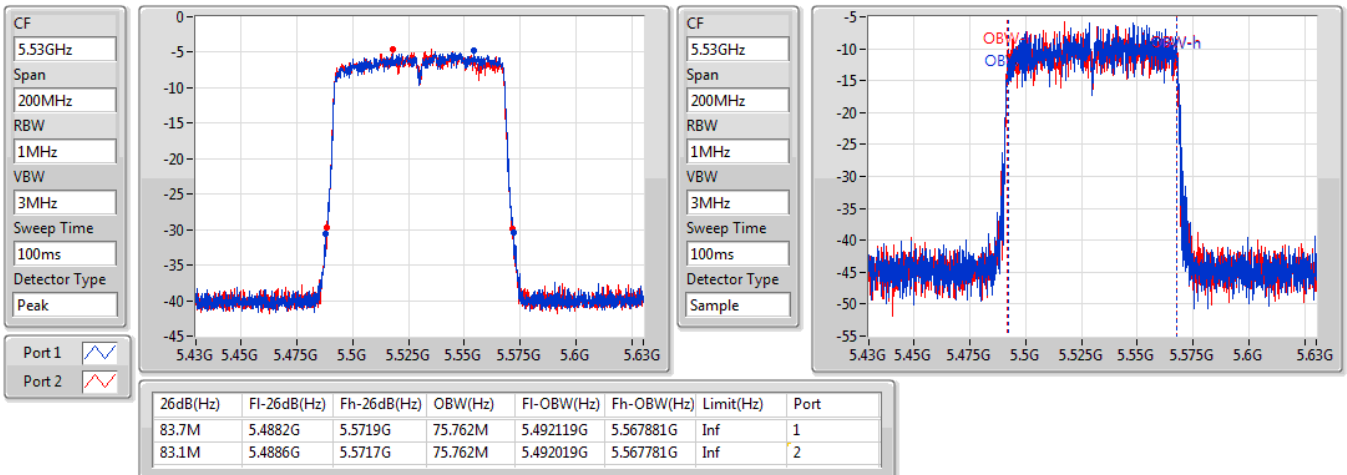 CF
5.53GHz
Span
200MHz
RBW
1MHz
VBW
3MHz
Sweep Time
100ms
Detector Type
Peak
Port 1
Port 2
0
-5
-10
-15
-20
-25
-30
-35
-40
-45
5.43G 5.45G 5.475G 5.5G 5.525G 5.55G 5.575G 5.6G 5.63G
CF
5.53GHz
Span
200MHz
RBW
1MHz
VBW
3MHz
Sweep Time
100ms
Detector Type
Sample
-5
-10
-15
-20
-25
-30
-35
-40
-45
-50
-55
OBW-h
5.43G 5.45G 5.475G 5.5G 5.525G 5.55G 5.575G 5.6G 5.63G
26dB(Hz) Fl-26dB(Hz) Fh-26dB(Hz) OBW(Hz) Fl-OBW(Hz) Fh-OBW(Hz) Limit(Hz) Port
83.7M 5.4882G 5.5719G 75.762M 5.492119G 5.567881G Inf 1
83.1M 5.4886G 5.5717G 75.762M 5.492019G 5.567781G Inf 2